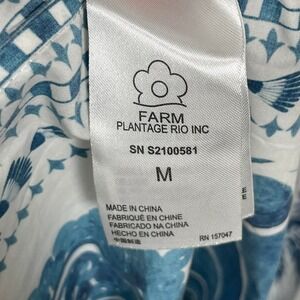 FARM
PLANTAGE RIO INC
SN S2100581
M
MADE IN CHINA
FABRIQUÉ EN CHINE
FABRICADO NA CHINA
HECHO EN CHINA
中国制造
RN 157047